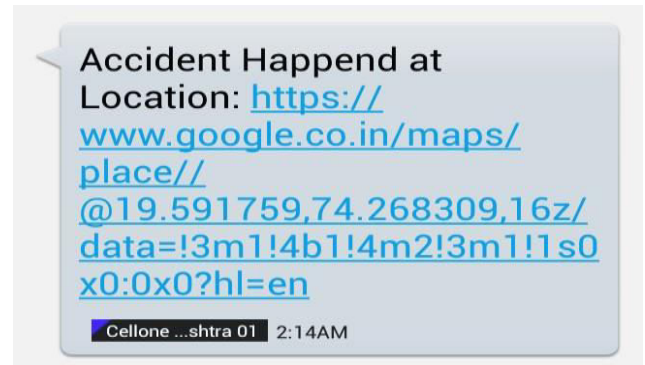 Accident Happend at
Location: https://
www.google.co.in/maps/
place//
@19.591759,74.268309,16z/
data=!3m1!4b1!4m2!3m1!1s0
x0:0x0?hl=en
Cellone ...shtra 01 2:14AM